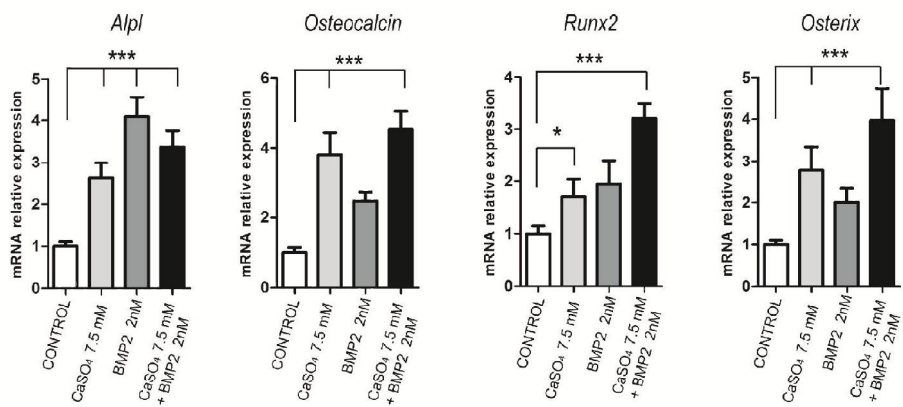 Alpl
***
mRNA relative expression
5
4
3
2
1
0
CONTROL
CaSO₄ 7.5 mM
BMP2 2nM
CaSO₄ 7.5 mM
+ BMP2 2nM
Osteocalcin
***
mRNA relative expression
6
4
2
0
CONTROL
CaSO₄ 7.5 mM
BMP2 2nM
CaSO₄ 7.5 mM
+ BMP2 2nM
Runx2
***
*
mRNA relative expression
4
3
2
1
0
CONTROL
CaSO₄ 7.5 mM
BMP2 2nM
CaSO₄ 7.5 mM
+ BMP2 2nM
Osterix
***
mRNA relative expression
5
4
3
2
1
0
CONTROL
CaSO₄ 7.5 mM
BMP2 2nM
CaSO₄ 7.5 mM
+ BMP2 2nM